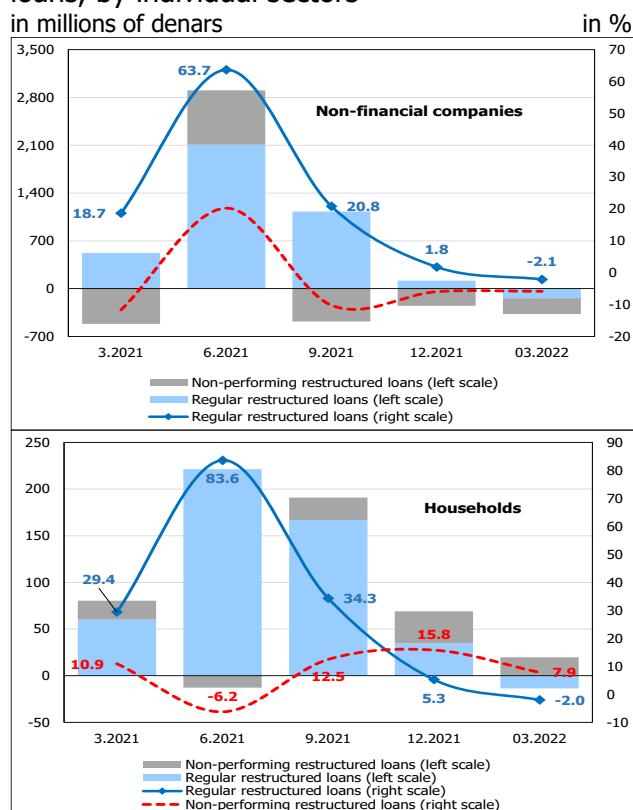 in millions of denars in %
3,500 70
63.7
60
2,800 Non-financial companies 50
2,100 40
30
1,400 18.7 20.8 20
700 1.8 -2.1 10
0 0
-10
-700 -20
3.2021 6.2021 9.2021 12.2021 03.2022
Non-performing restructured loans (left scale)
Regular restructured loans (left scale)
Regular restructured loans (right scale)
250 90
80
200 83.6 70
Households 60
150 50
29.4 40
100 34.3 30
50 15.8 20
10.9 12.5 7.9 10
0 -6.2 5.3 -2.0 0
-50 -10
3.2021 6.2021 9.2021 12.2021 03.2022
Non-performing restructured loans (left scale)
Regular restructured loans (left scale)
Regular restructured loans (right scale)
Non-performing restructured loans (right scale)